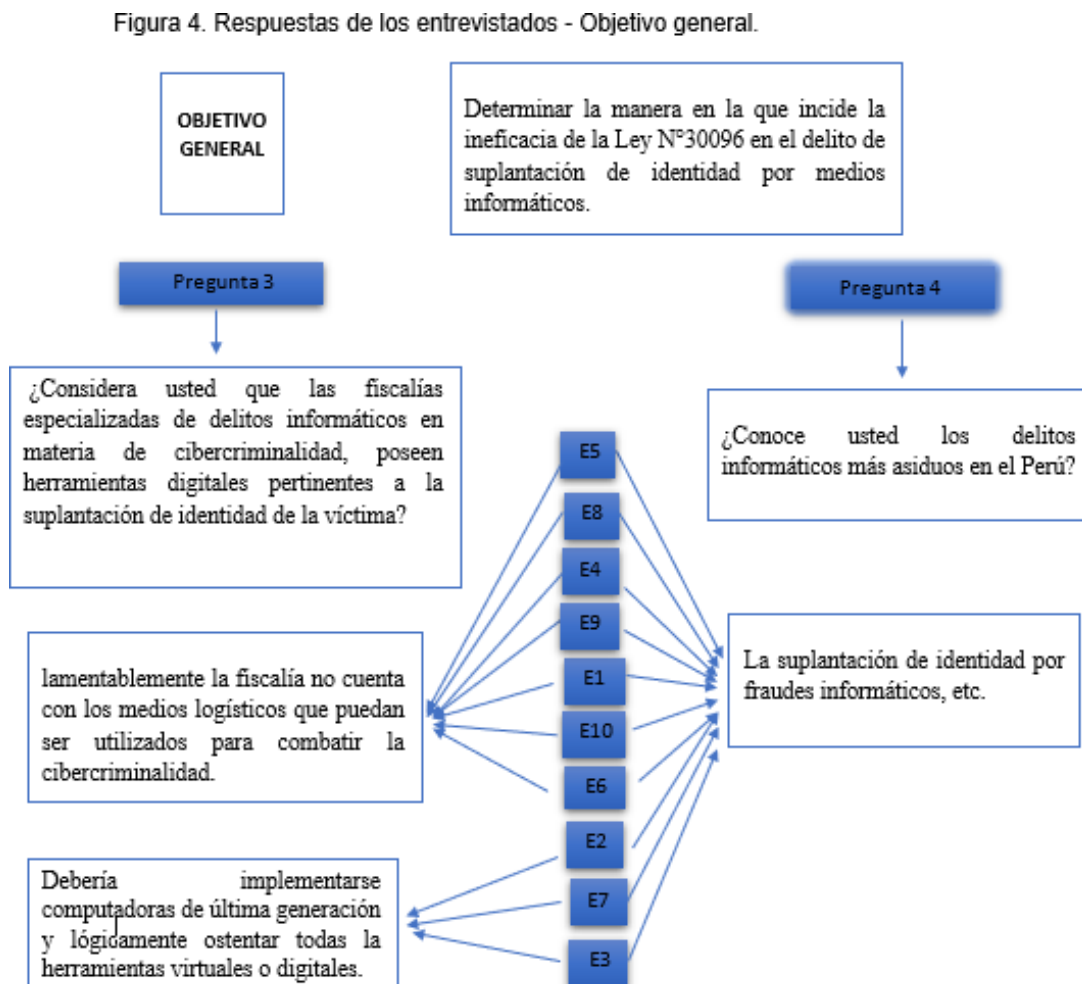 Figura 4. Respuestas de los entrevistados - Objetivo general.
OBJETIVO
GENERAL
Determinar la manera en la que incide la
ineficacia de la Ley N°30096 en el delito de
suplantación de identidad por medios
informáticos.
Pregunta 3
Pregunta 4
¿Considera usted que las fiscalías
especializadas de delitos informáticos en
materia de cibercriminalidad, poseen
herramientas digitales pertinentes a la
suplantación de identidad de la víctima?
¿Conoce usted los delitos
informáticos más asiduos en el Perú?
E5
E8
E4
E9
E1
E10
E6
E2
E7
E3
lamentablemente la fiscalía no cuenta
con los medios logísticos que puedan
ser utilizados para combatir la
cibercriminalidad.
La suplantación de identidad por
fraudes informáticos, etc.
Debería implementarse
computadoras de última generación
y lógicamente ostentar todas la
herramientas virtuales o digitales.